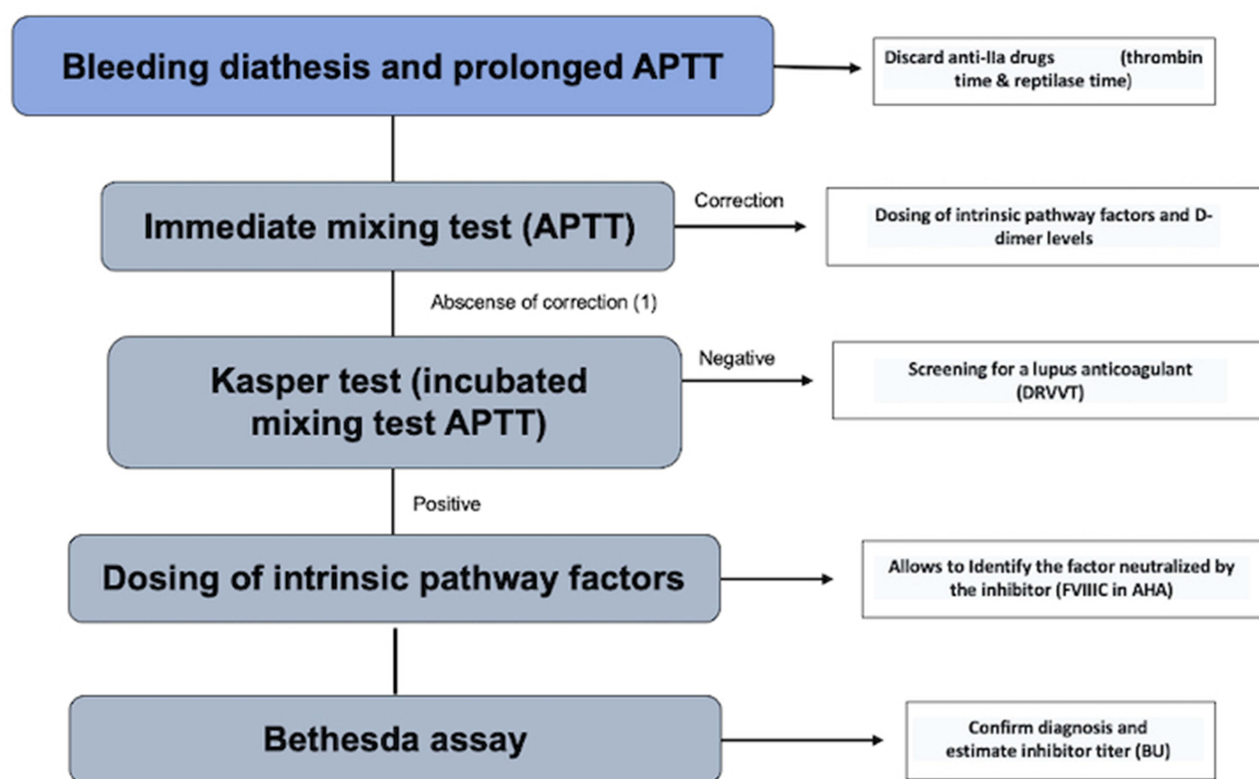 Bleeding diathesis and prolonged APTT
Discard anti-IIa drugs (thrombin
time & reptilase time)
Immediate mixing test (APTT)
Correction
Dosing of intrinsic pathway factors and D-
dimer levels
Abscense of correction (1)
Kasper test (incubated
mixing test APTT)
Negative
Screening for a lupus anticoagulant
(DRVVT)
Positive
Dosing of intrinsic pathway factors
Allows to Identify the factor neutralized by
the inhibitor (FVIIIC in AHA)
Bethesda assay
Confirm diagnosis and
estimate inhibitor titer (BU)